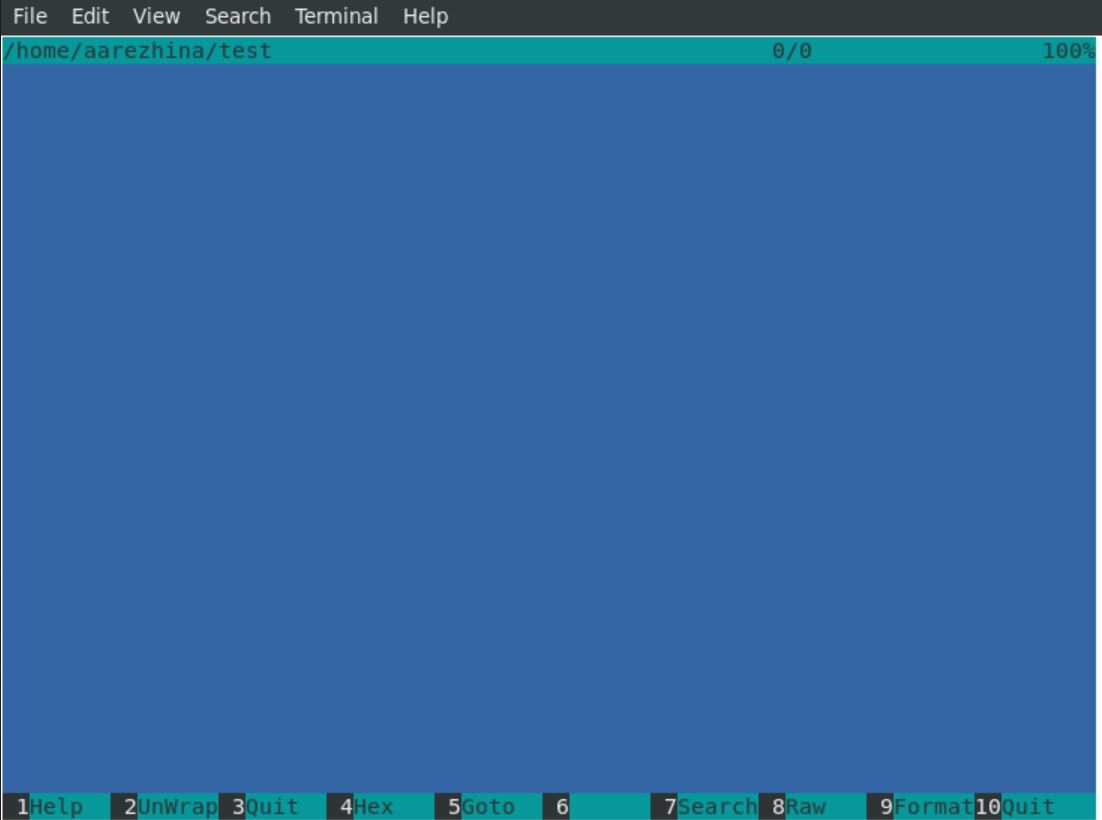 File Edit View Search Terminal Help
/home/aarezhina/test 0/0 100%
1Help 2UnWrap 3Quit 4Hex 5Goto 6 7Search 8Raw 9Format 10Quit